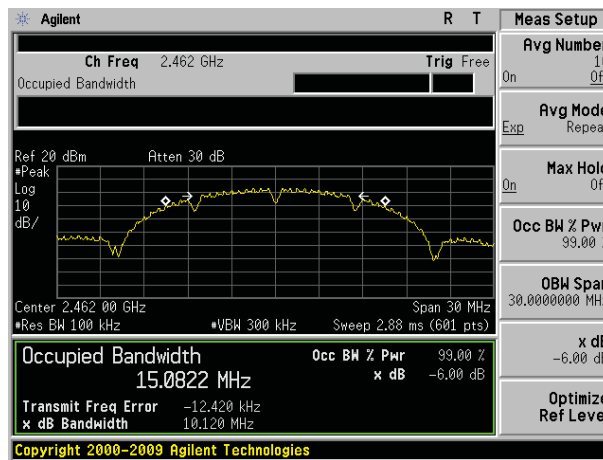 Agilent R T
Meas Setup
Ch Freq 2.462 GHz Trig Free
Occupied Bandwidth
Ref 20 dBm Atten 30 dB
#Peak
Log
10
dB/
Center 2.462 00 GHz Span 30 MHz
#Res BW 100 kHz #VBW 300 kHz Sweep 2.88 ms (601 pts)
Occupied Bandwidth Occ BW % Pwr 99.00 %
15.0822 MHz x dB -6.00 dB
Transmit Freq Error -12.420 kHz
x dB Bandwidth 10.120 MHz
Copyright 2000-2009 Agilent Technologies
Avg Number
10
On Of
Avg Mode
Exp Repea
Max Hold
On Of
Occ BW % Pwr
99.00
OBW Span
30.0000000 MH
x dB
-6.00 d
Optimize
Ref Leve